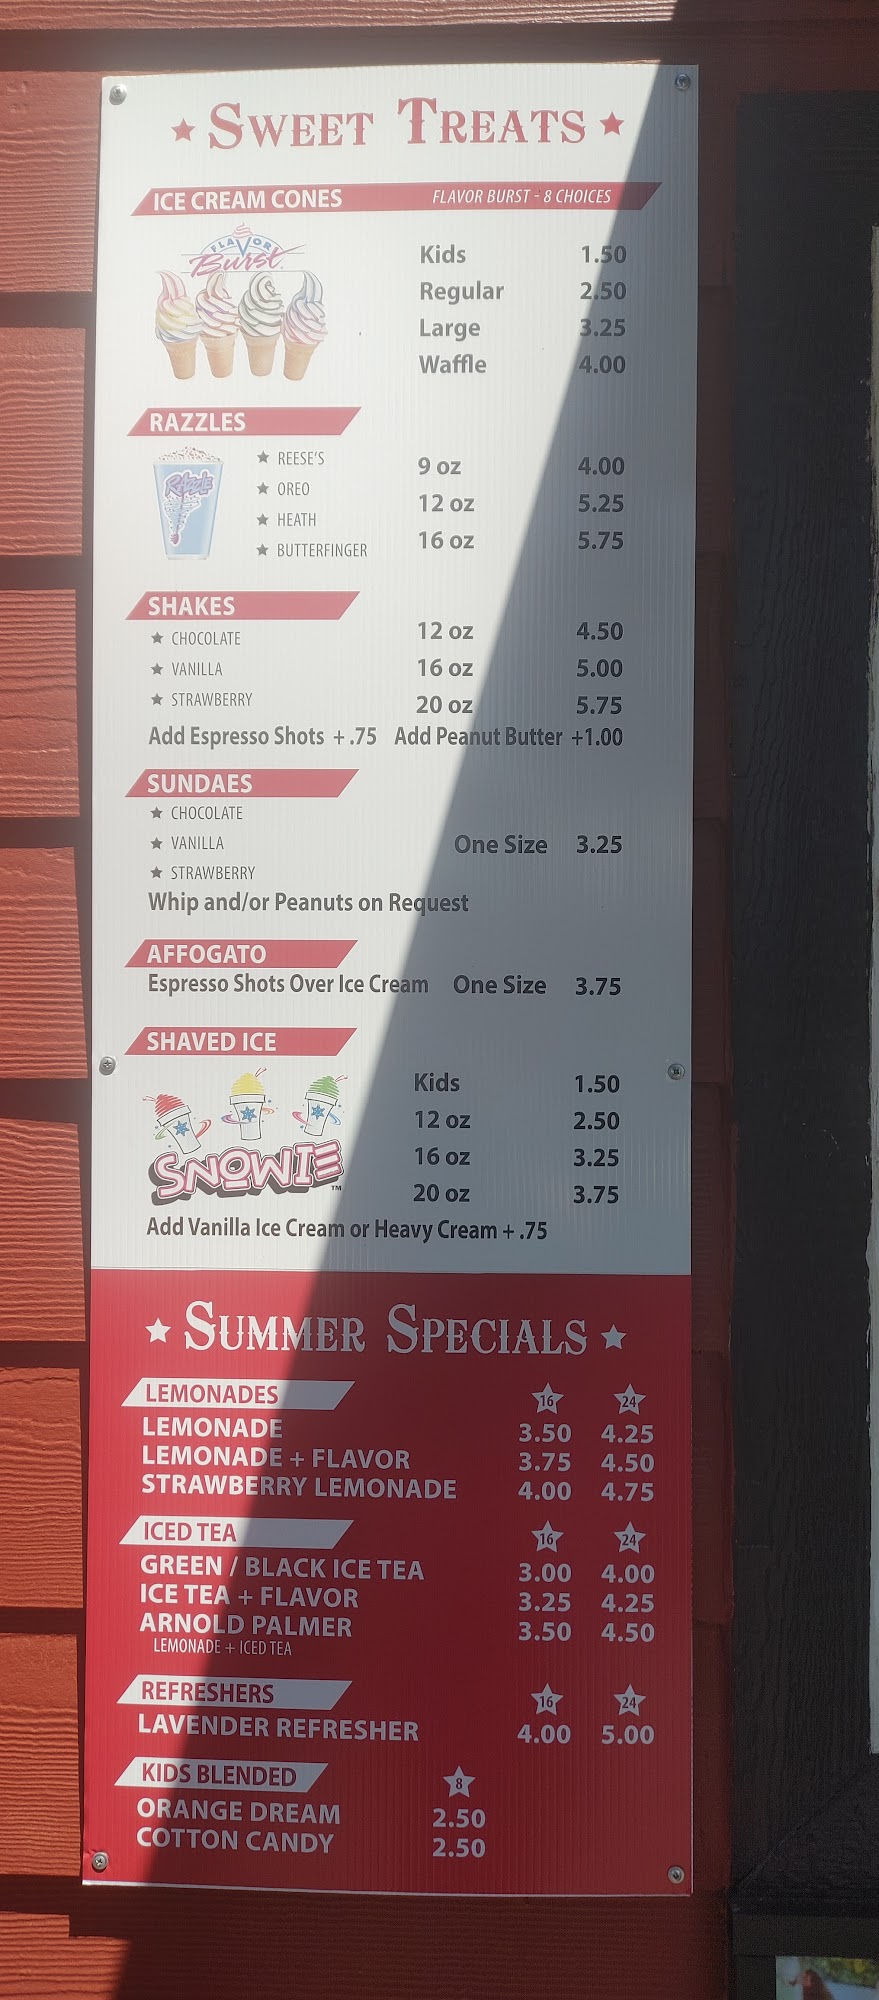 ★ SWEET TREATS ★
ICE CREAM CONES FLAVOR BURST - 8 CHOICES
FLAVOR
Burst
Kids 1.50
Regular 2.50
Large 3.25
Waffle 4.00
RAZZLES
Razzle
★ REESE'S
★ OREO
★ HEATH
★ BUTTERFINGER
9 oz 4.00
12 oz 5.25
16 oz 5.75
SHAKES
★ CHOCOLATE
★ VANILLA
★ STRAWBERRY
12 oz 4.50
16 oz 5.00
20 oz 5.75
Add Espresso Shots + .75 Add Peanut Butter +1.00
SUNDAES
★ CHOCOLATE
★ VANILLA
★ STRAWBERRY
One Size 3.25
Whip and/or Peanuts on Request
AFFOGATO
Espresso Shots Over Ice Cream One Size 3.75
SHAVED ICE
SNOWIE™
Kids 1.50
12 oz 2.50
16 oz 3.25
20 oz 3.75
Add Vanilla Ice Cream or Heavy Cream + .75
★ SUMMER SPECIALS ★
LEMONADES 16 24
LEMONADE 3.50 4.25
LEMONADE + FLAVOR 3.75 4.50
STRAWBERRY LEMONADE 4.00 4.75
ICED TEA 16 24
GREEN / BLACK ICE TEA 3.00 4.00
ICE TEA + FLAVOR 3.25 4.25
ARNOLD PALMER 3.50 4.50
LEMONADE + ICED TEA
REFRESHERS 16 24
LAVENDER REFRESHER 4.00 5.00
KIDS BLENDED 8
ORANGE DREAM 2.50
COTTON CANDY 2.50